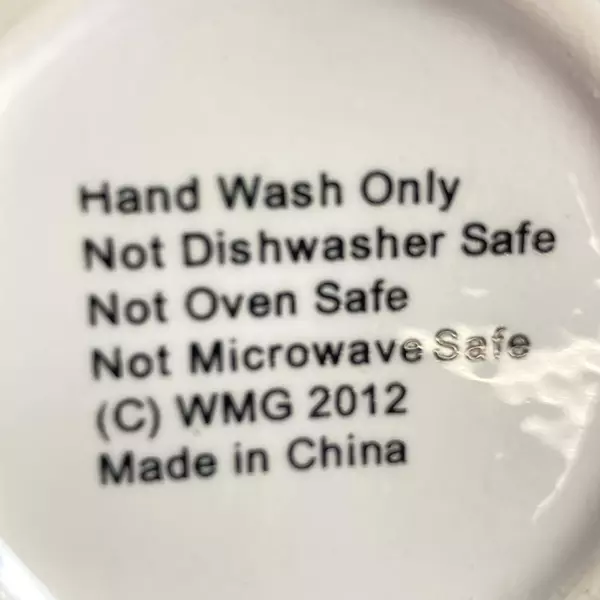 Hand Wash Only
Not Dishwasher Safe
Not Oven Safe
Not Microwave Safe
(C) WMG 2012
Made in China